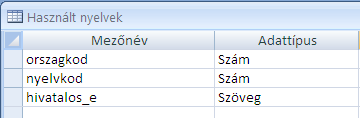 Használt nyelvek
Mezőnév Adattípus
orszagkod Szám
nyelvkod Szám
hivatalos_e Szöveg